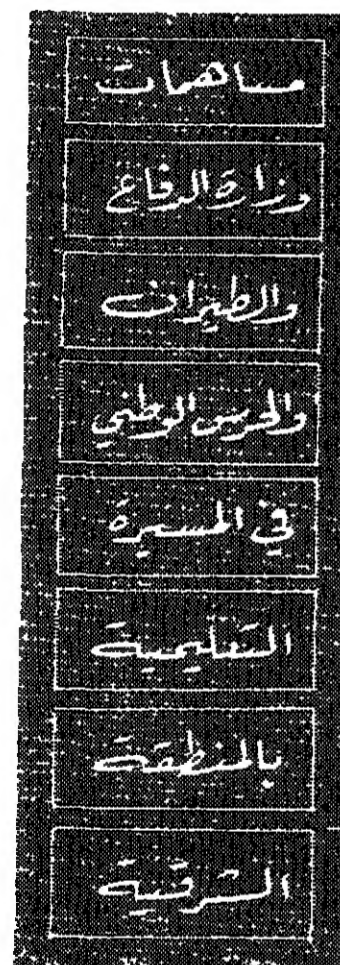 مساهمات
وزارة الدفاع
والطيران
والحرس الوطني
في المسيرة
التعليمية
بالمنطقة
الشرقية